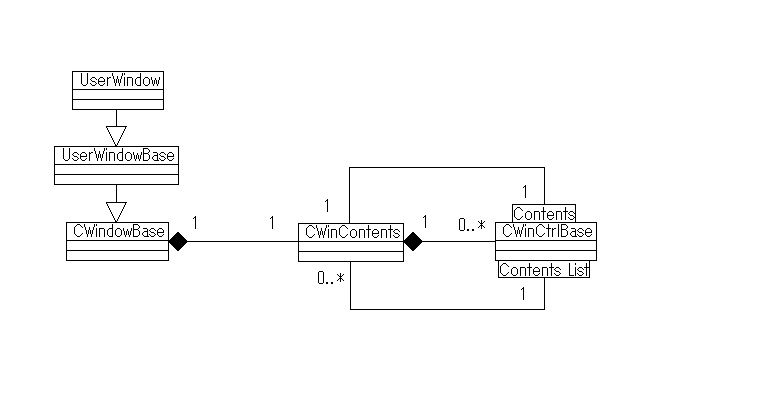 UserWindow
UserWindowBase
CWindowBase
1
1
1
CWinContents
0..*
1
0..*
1
Contents
CWinCtrlBase
Contents List
1